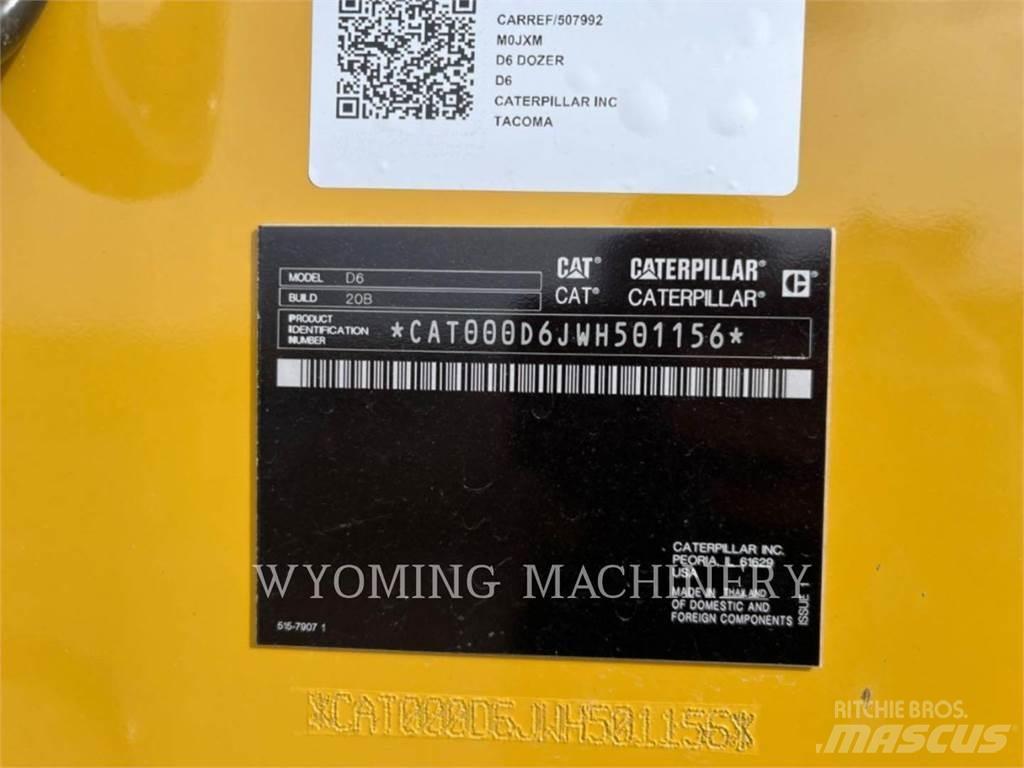 CARREF/507992
M0JXM
D6 DOZER
D6
CATERPILLAR INC
TACOMA
MODEL D6
BUILD 20B
CAT® CATERPILLAR®
CAT® CATERPILLAR®
PRODUCT
IDENTIFICATION
NUMBER
*CAT000D6JWH501156*
CATERPILLAR INC.
PEORIA, IL 61629
USA
MADE IN THAILAND
OF DOMESTIC AND
FOREIGN COMPONENTS
ISSUE 1
515-7907 1
WYOMING MACHINERY
*CAT000D6JWH501156*
RITCHIE BROS.
MASCUS